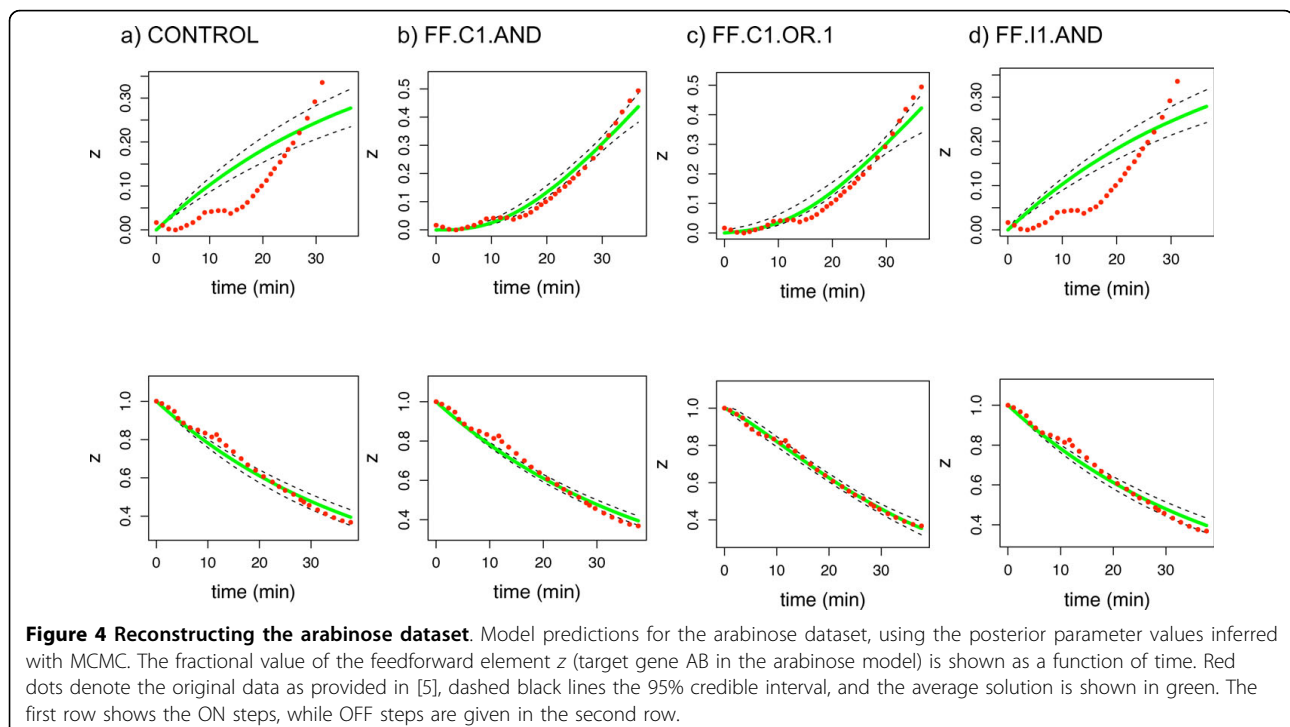 a) CONTROL
b) FF.C1.AND
c) FF.C1.OR.1
d) FF.I1.AND
z
0.00 0.10 0.20 0.30
0 10 20 30
time (min)
z
0.0 0.1 0.2 0.3 0.4 0.5
0 10 20 30
time (min)
z
0.0 0.1 0.2 0.3 0.4 0.5
0 10 20 30
time (min)
z
0.00 0.10 0.20 0.30
0 10 20 30
time (min)
z
0.4 0.6 0.8 1.0
0 10 20 30
time (min)
z
0.4 0.6 0.8 1.0
0 10 20 30
time (min)
z
0.4 0.6 0.8 1.0
0 10 20 30
time (min)
z
0.4 0.6 0.8 1.0
0 10 20 30
time (min)
Figure 4 Reconstructing the arabinose dataset. Model predictions for the arabinose dataset, using the posterior parameter values inferred
with MCMC. The fractional value of the feedforward element z (target gene AB in the arabinose model) is shown as a function of time. Red
dots denote the original data as provided in [5], dashed black lines the 95% credible interval, and the average solution is shown in green. The
first row shows the ON steps, while OFF steps are given in the second row.